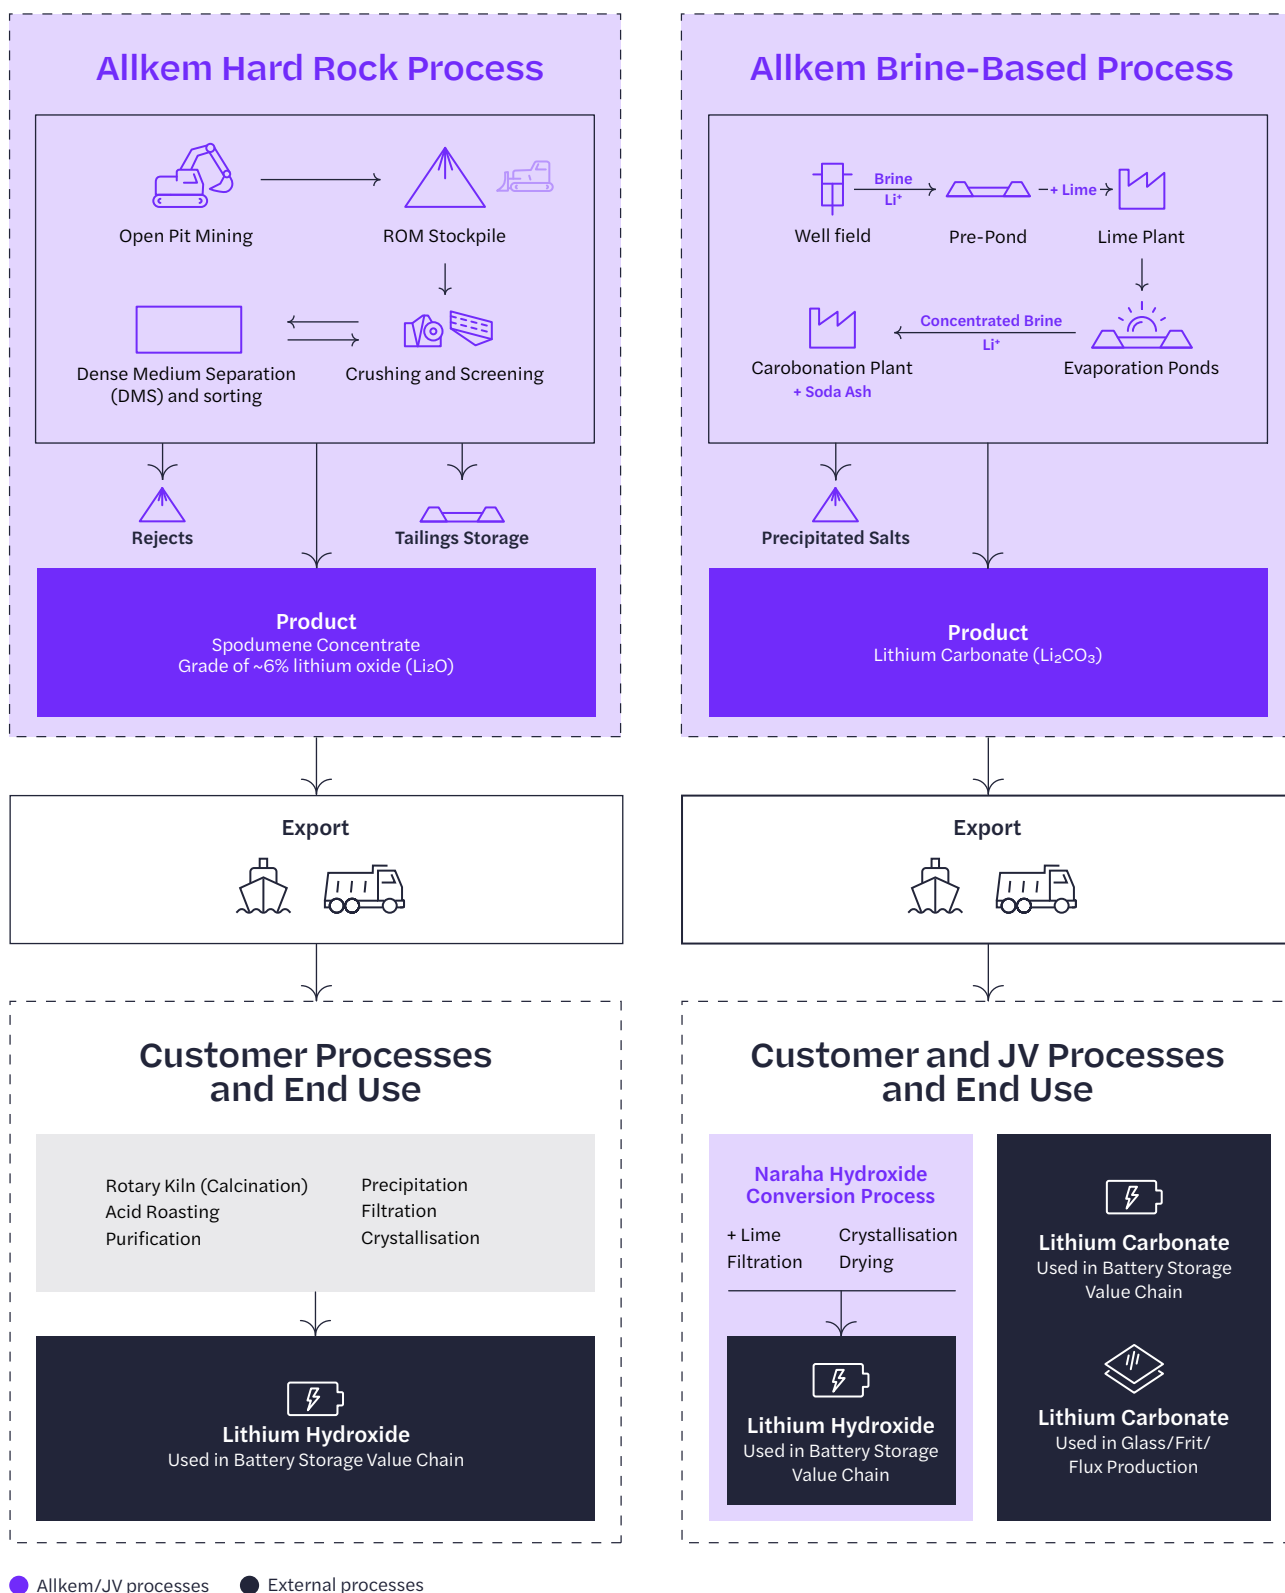 Allkem Hard Rock Process
Open Pit Mining
ROM Stockpile
Dense Medium Separation
(DMS) and sorting
Crushing and Screening
Rejects
Tailings Storage
Product
Spodumene Concentrate
Grade of ~6% lithium oxide (Li₂O)
Export
Customer Processes
and End Use
Rotary Kiln (Calcination)
Acid Roasting
Purification
Precipitation
Filtration
Crystallisation
Lithium Hydroxide
Used in Battery Storage Value Chain
Allkem Brine-Based Process
Brine
Li⁺
+ Lime
Well field
Pre-Pond
Lime Plant
Concentrated Brine
Li⁺
Carobonation Plant
+ Soda Ash
Evaporation Ponds
Precipitated Salts
Product
Lithium Carbonate (Li₂CO₃)
Export
Customer and JV Processes
and End Use
Naraha Hydroxide
Conversion Process
+ Lime
Filtration
Crystallisation
Drying
Lithium Hydroxide
Used in Battery Storage
Value Chain
Lithium Carbonate
Used in Battery Storage
Value Chain
Lithium Carbonate
Used in Glass/Frit/
Flux Production
Allkem/JV processes
External processes